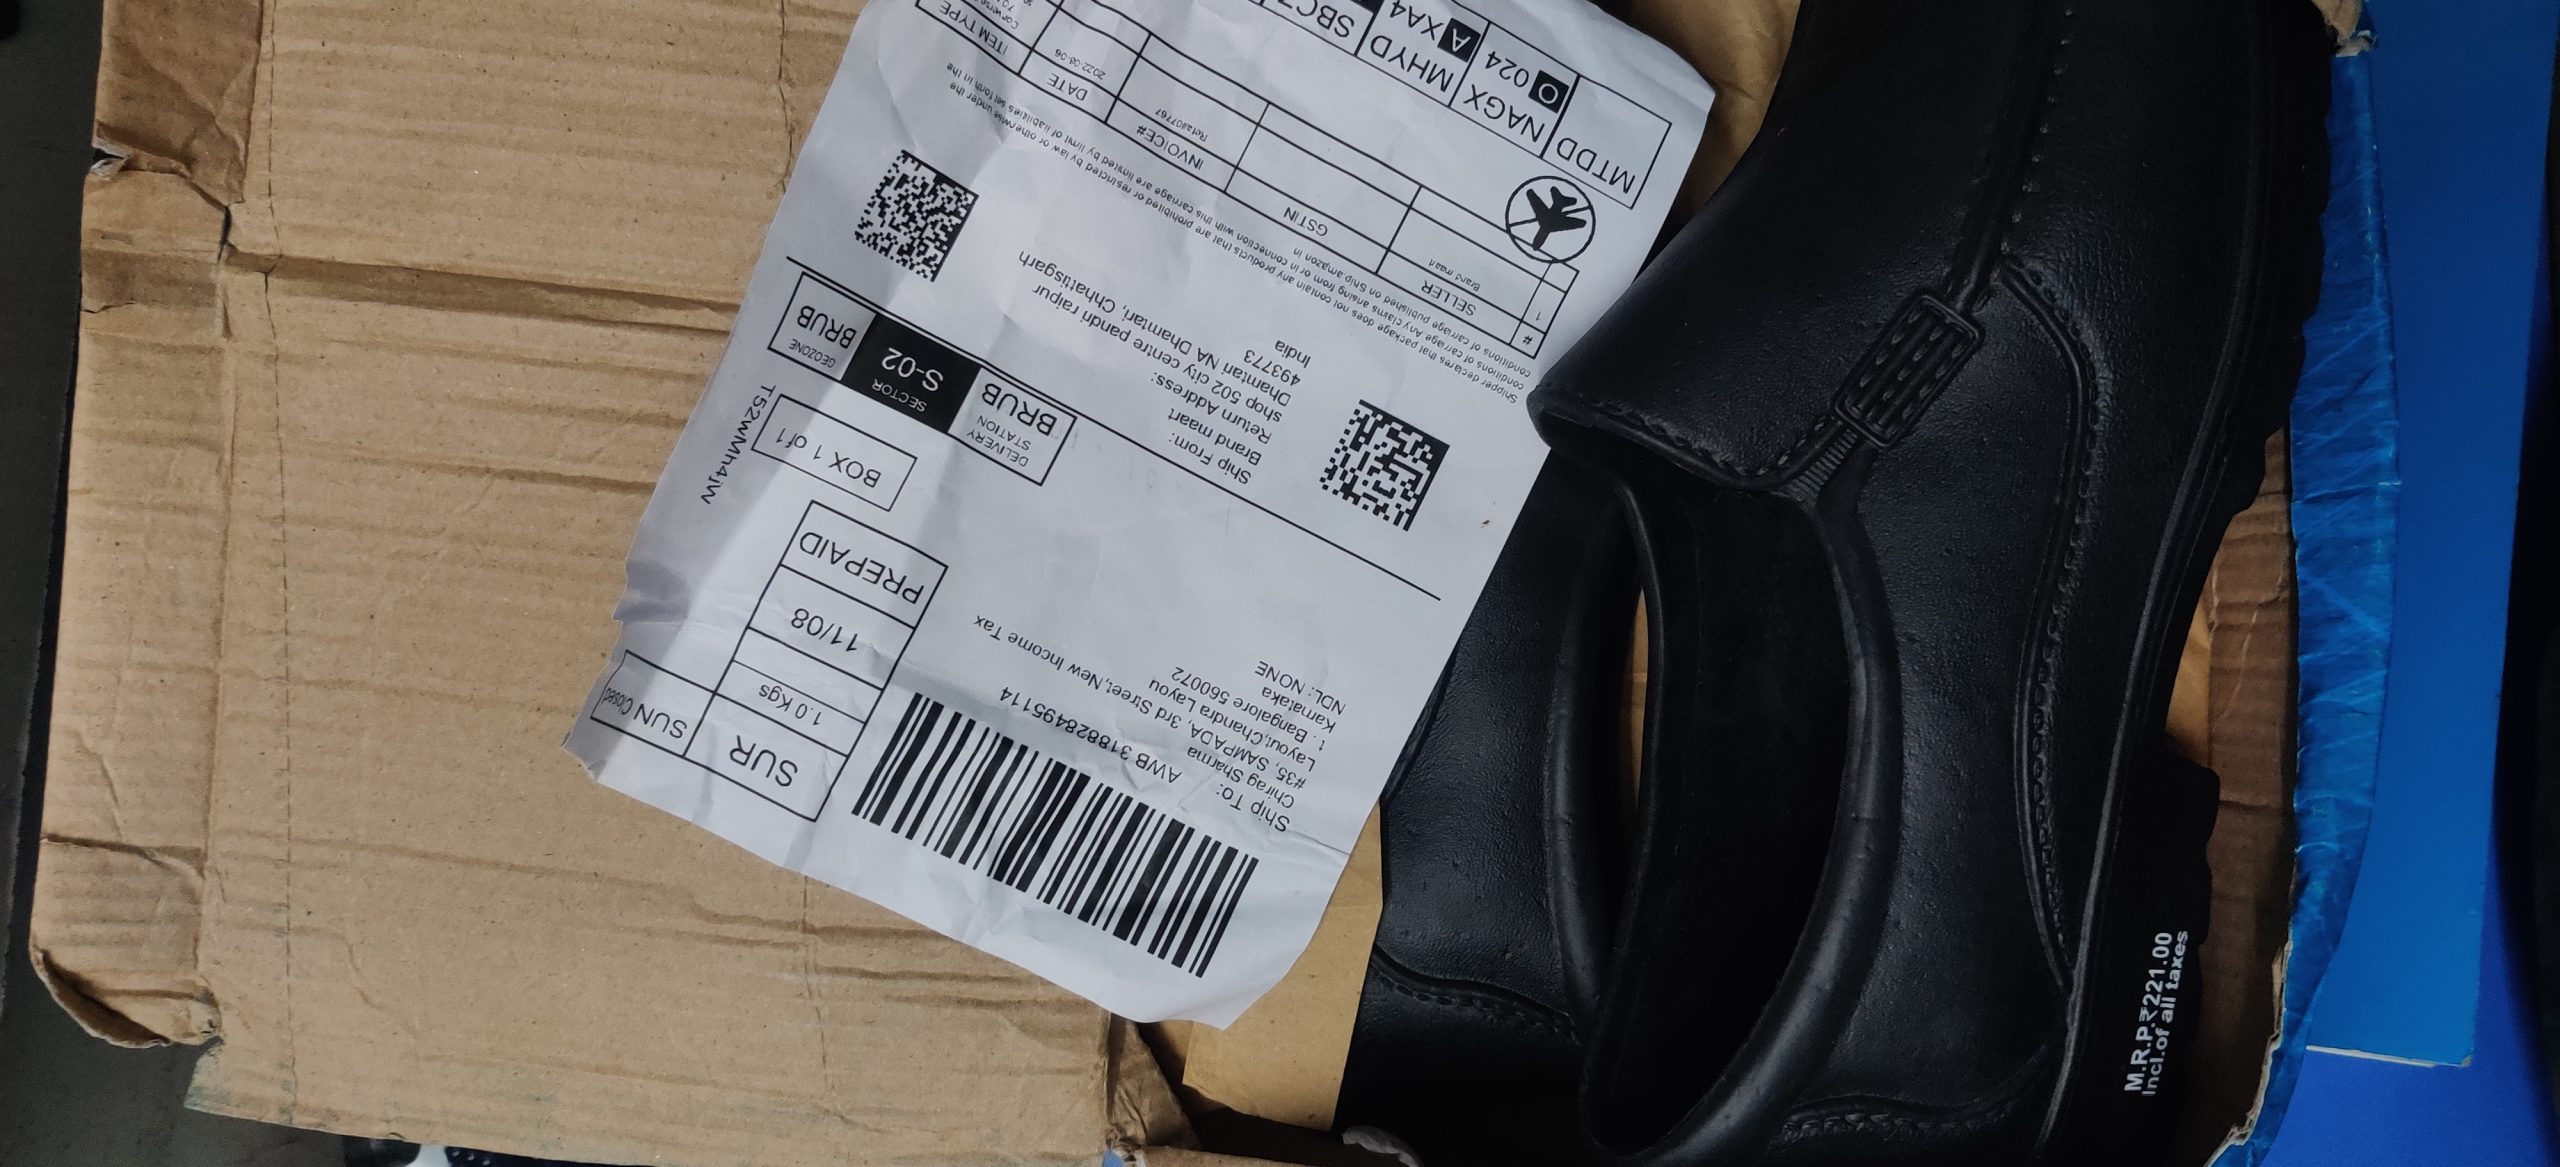 SUR
SUN Closed
1.0 Kgs
11/08
PREPAID
AWB 318828495114
Ship To:
Chirag Sharma
#35, SAMPADA, 3rd Street,New Income Tax
Layout,Chandra Layou
t . Bangalore 560072
Karnataka
NDL: NONE
BOX 1 of 1
T52wMh4jW
DELIVERY STATION
BRUB
SECTOR
S-02
GEOZONE
BRUB
Ship From:
Brand maart
Return Address:
shop 502 city centre pandri raipur
Dhamtari NA Dhamtari, Chhattisgarh
493773
India
Shipper declares that package does not contain any products that are prohibited or restricted by law or otherwise under the
conditions of carriage Any claims arising from or in connection with this carriage are limited by limit of liabilities set forth in the
conditions of carriage published on Ship amazon in
# SELLER GSTIN INVOICE# DATE ITEM TYPE
1 Brand maart ... Retail07767 2022-08-06 Converse
MTDD NAGX MHYD
O 024 A XA4
M.R.P.₹2221.00
Incl.of all taxes